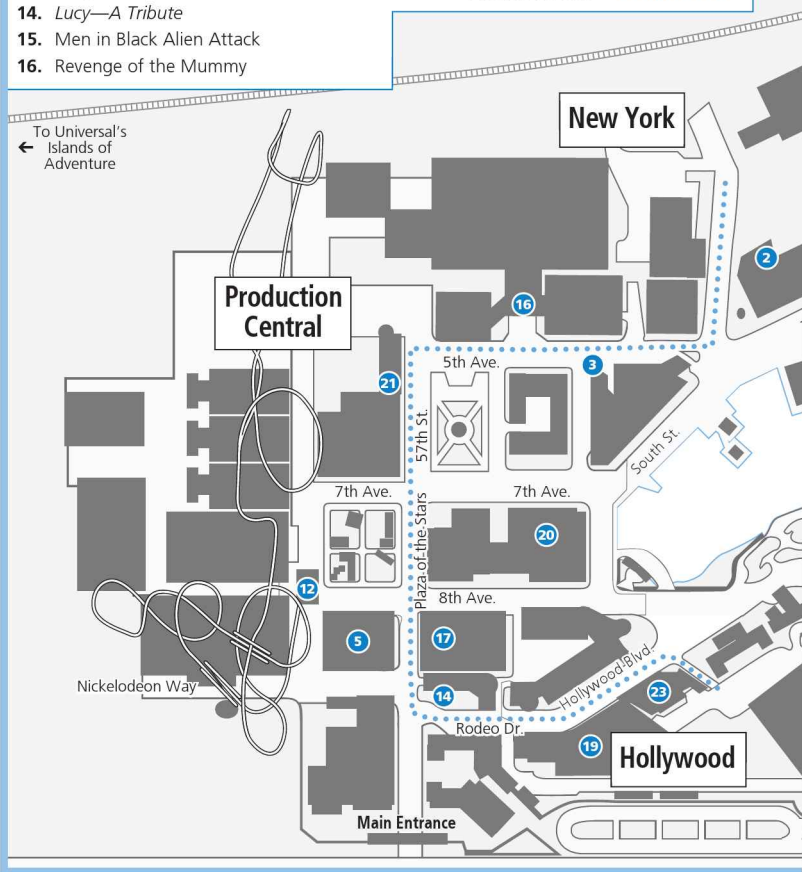 14. Lucy—A Tribute
15. Men in Black Alien Attack
16. Revenge of the Mummy
To Universal's
Islands of
Adventure
New York
2
Production
Central
16
5th Ave.
3
21
57th St.
South St.
7th Ave.
7th Ave.
Plaza-of-the-Stars
20
12
8th Ave.
5
17
Hollywood-Blvd.
Nickelodeon Way
14
23
Rodeo Dr.
19
Hollywood
Main Entrance